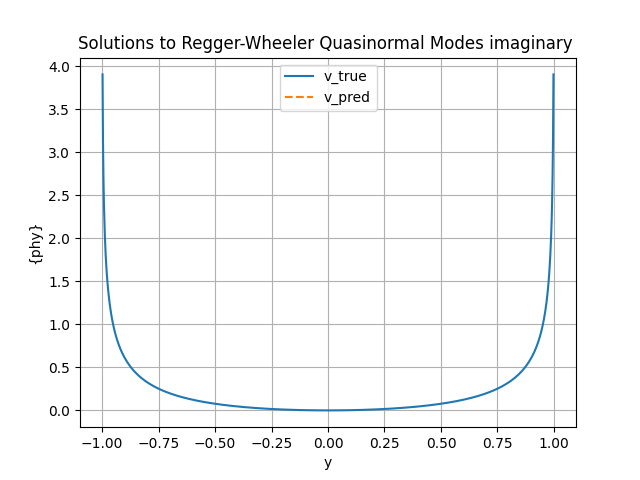 Solutions to Regger-Wheeler Quasinormal Modes imaginary
v_true
v_pred
{phy}
4.0
3.5
3.0
2.5
2.0
1.5
1.0
0.5
0.0
−1.00 −0.75 −0.50 −0.25 0.00 0.25 0.50 0.75 1.00
y